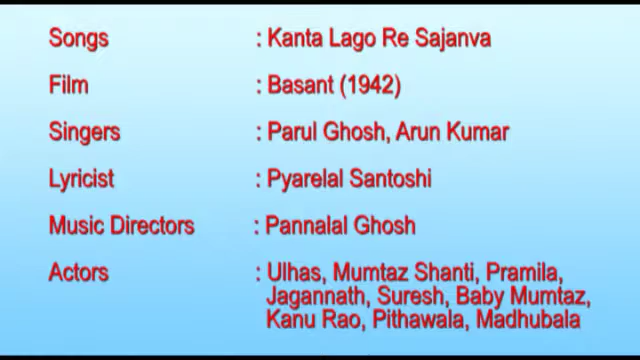 Songs : Kanta Lago Re Sajanva
Film : Basant (1942)
Singers : Parul Ghosh, Arun Kumar
Lyricist : Pyarelal Santoshi
Music Directors : Pannalal Ghosh
Actors : Ulhas, Mumtaz Shanti, Pramila,
Jagannath, Suresh, Baby Mumtaz,
Kanu Rao, Pithawala, Madhubala